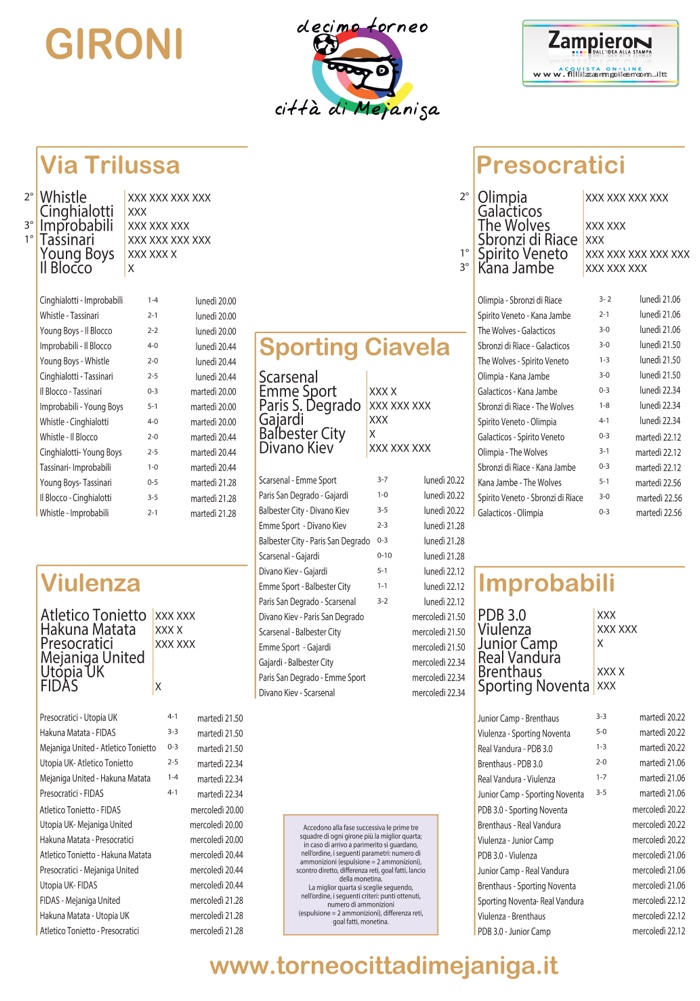 GIRONI
decimo torneo
città di Mejaniga
Zampieron
DALL'IDEA ALLA STAMPA
ACQUISTA ON-LINE
Via Trilussa
2° Whistle XXX XXX XXX XXX
Cinghialotti XXX
3° Improbabili XXX XXX XXX
1° Tassinari XXX XXX XXX XXX
Young Boys XXX XXX X
Il Blocco X
Cinghialotti - Improbabili 1-4 lunedì 20.00
Whistle - Tassinari 2-1 lunedì 20.00
Young Boys - Il Blocco 2-2 lunedì 20.00
Improbabili - Il Blocco 4-0 lunedì 20.44
Young Boys - Whistle 2-0 lunedì 20.44
Cinghialotti - Tassinari 2-5 lunedì 20.44
Il Blocco - Tassinari 0-3 martedì 20.00
Improbabili - Young Boys 5-1 martedì 20.00
Whistle - Cinghialotti 4-0 martedì 20.00
Whistle - Il Blocco 2-0 martedì 20.44
Cinghialotti- Young Boys 2-5 martedì 20.44
Tassinari- Improbabili 1-0 martedì 20.44
Young Boys- Tassinari 0-5 martedì 21.28
Il Blocco - Cinghialotti 3-5 martedì 21.28
Whistle - Improbabili 2-1 martedì 21.28
Presocratici
2° Olimpia XXX XXX XXX XXX
Galacticos
The Wolves XXX XXX
Sbronzi di Riace XXX
1° Spirito Veneto XXX XXX XXX XXX XXX
3° Kana Jambe XXX XXX XXX
Olimpia - Sbronzi di Riace 3- 2 lunedì 21.06
Spirito Veneto - Kana Jambe 2-1 lunedì 21.06
The Wolves - Galacticos 3-0 lunedì 21.06
Sbronzi di Riace - Galacticos 3-0 lunedì 21.50
The Wolves - Spirito Veneto 1-3 lunedì 21.50
Olimpia - Kana Jambe 3-0 lunedì 21.50
Galacticos - Kana Jambe 0-3 lunedì 22.34
Sbronzi di Riace - The Wolves 1-8 lunedì 22.34
Spirito Veneto - Olimpia 4-1 lunedì 22.34
Galacticos - Spirito Veneto 0-3 martedì 22.12
Olimpia - The Wolves 3-1 martedì 22.12
Sbronzi di Riace - Kana Jambe 0-3 martedì 22.12
Kana Jambe - The Wolves 5-1 martedì 22.56
Spirito Veneto - Sbronzi di Riace 3-0 martedì 22.56
Galacticos - Olimpia 0-3 martedì 22.56
Sporting Ciavela
Scarsenal
Emme Sport XXX X
Paris S. Degrado XXX XXX XXX
Gajardi XXX
Balbester City X
Divano Kiev XXX XXX XXX
Scarsenal - Emme Sport 3-7 lunedì 20.22
Paris San Degrado - Gajardi 1-0 lunedì 20.22
Balbester City - Divano Kiev 3-5 lunedì 20.22
Emme Sport - Divano Kiev 2-3 lunedì 21.28
Balbester City - Paris San Degrado 0-3 lunedì 21.28
Scarsenal - Gajardi 0-10 lunedì 21.28
Divano Kiev - Gajardi 5-1 lunedì 22.12
Emme Sport - Balbester City 1-1 lunedì 22.12
Paris San Degrado - Scarsenal 3-2 lunedì 22.12
Divano Kiev - Paris San Degrado mercoledì 21.50
Scarsenal - Balbester City mercoledì 21.50
Emme Sport - Gajardi mercoledì 21.50
Gajardi - Balbester City mercoledì 22.34
Paris San Degrado - Emme Sport mercoledì 22.34
Divano Kiev - Scarsenal mercoledì 22.34
Viulenza
Atletico Tonietto XXX XXX
Hakuna Matata XXX X
Presocratici XXX XXX
Mejaniga United
Utopia UK
FIDAS X
Presocratici - Utopia UK 4-1 martedì 21.50
Hakuna Matata - FIDAS 3-3 martedì 21.50
Mejaniga United - Atletico Tonietto 0-3 martedì 21.50
Utopia UK- Atletico Tonietto 2-5 martedì 22.34
Mejaniga United - Hakuna Matata 1-4 martedì 22.34
Presocratici - FIDAS 4-1 martedì 22.34
Atletico Tonietto - FIDAS mercoledì 20.00
Utopia UK- Mejaniga United mercoledì 20.00
Hakuna Matata - Presocratici mercoledì 20.00
Atletico Tonietto - Hakuna Matata mercoledì 20.44
Presocratici - Mejaniga United mercoledì 20.44
Utopia UK- FIDAS mercoledì 20.44
FIDAS - Mejaniga United mercoledì 21.28
Hakuna Matata - Utopia UK mercoledì 21.28
Atletico Tonietto - Presocratici mercoledì 21.28
Improbabili
PDB 3.0 XXX
Viulenza XXX XXX
Junior Camp X
Real Vandura
Brenthaus XXX X
Sporting Noventa XXX
Junior Camp - Brenthaus 3-3 martedì 20.22
Viulenza - Sporting Noventa 5-0 martedì 20.22
Real Vandura - PDB 3.0 1-3 martedì 20.22
Brenthaus - PDB 3.0 2-0 martedì 21.06
Real Vandura - Viulenza 1-7 martedì 21.06
Junior Camp - Sporting Noventa 3-5 martedì 21.06
PDB 3.0 - Sporting Noventa mercoledì 20.22
Brenthaus - Real Vandura mercoledì 20.22
Viulenza - Junior Camp mercoledì 20.22
PDB 3.0 - Viulenza mercoledì 21.06
Junior Camp - Real Vandura mercoledì 21.06
Brenthaus - Sporting Noventa mercoledì 21.06
Sporting Noventa- Real Vandura mercoledì 22.12
Viulenza - Brenthaus mercoledì 22.12
PDB 3.0 - Junior Camp mercoledì 22.12
Accedono alla fase successiva le prime tre
squadre di ogni girone più la miglior quarta;
in caso di arrivo a parimerito si guardano,
nell'ordine, i seguenti parametri: numero di
ammonizioni (espulsione = 2 ammonizioni),
scontro diretto, differenza reti, goal fatti, lancio
della monetina.
La miglior quarta si sceglie seguendo,
nell'ordine, i seguenti criteri: punti ottenuti,
numero di ammonizioni
(espulsione = 2 ammonizioni), differenza reti,
goal fatti, monetina.
www.torneocittadimejaniga.it